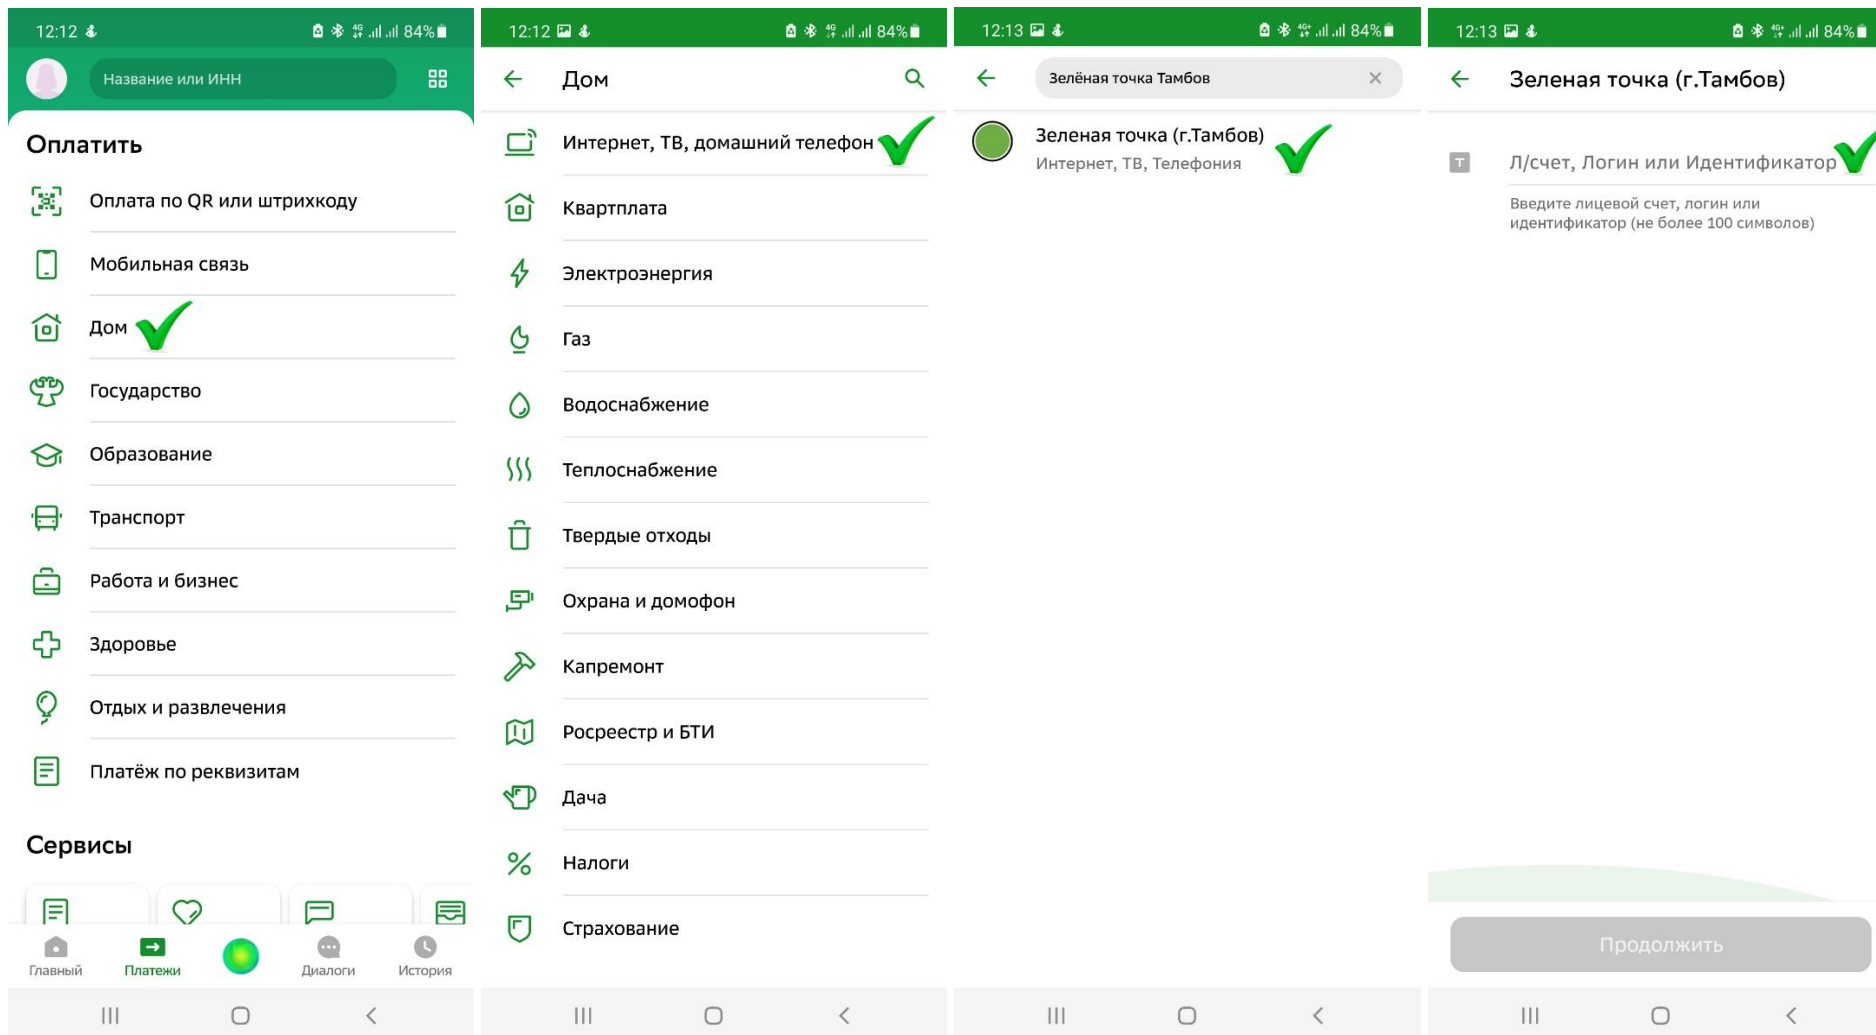 12:12
84%
Название или ИНН
Оплатить
Оплата по QR или штрихкоду
Мобильная связь
Дом
Государство
Образование
Транспорт
Работа и бизнес
Здоровье
Отдых и развлечения
Платёж по реквизитам
Сервисы
Главный
Платежи
Диалоги
История
12:12
4G
84%
Дом
Интернет, ТВ, домашний телефон
Квартплата
Электроэнергия
Газ
Водоснабжение
Теплоснабжение
Твердые отходы
Охрана и домофон
Капремонт
Росреестр и БТИ
Дача
Налоги
Страхование
12:13
4G+
84%
Зелёная точка Тамбов
Зеленая точка (г.Тамбов)
Интернет, ТВ, Телефония
12:13
4G+
84%
Зеленая точка (г.Тамбов)
T
Л/счет, Логин или Идентификатор
Введите лицевой счет, логин или
идентификатор (не более 100 символов)
Продолжить